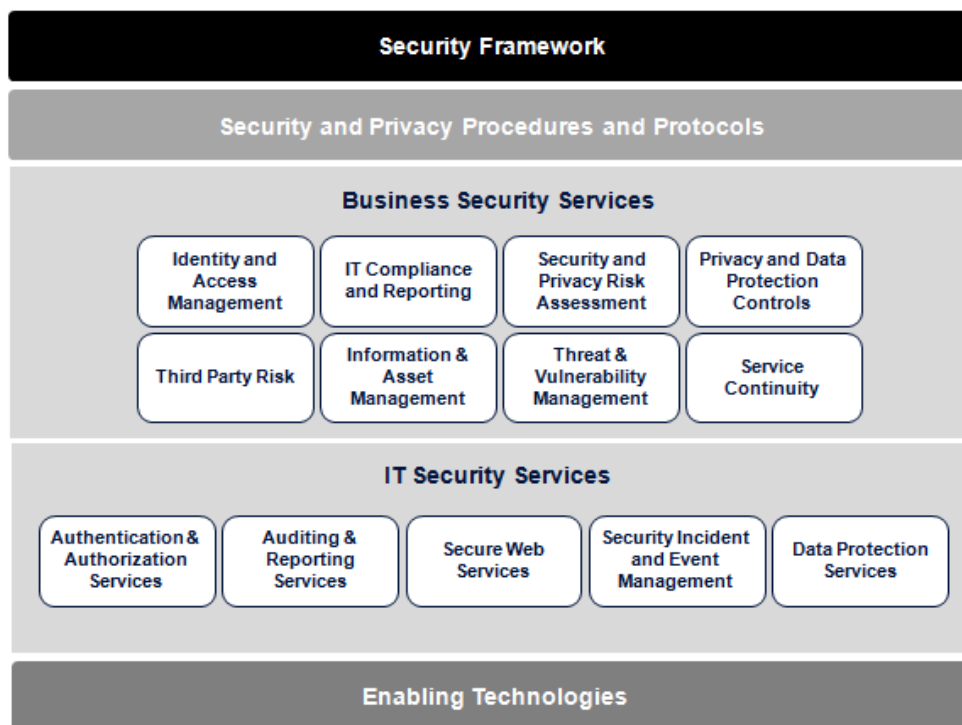 Security Framework
Security and Privacy Procedures and Protocols
Business Security Services
Identity and
Access
Management
IT Compliance
and Reporting
Security and
Privacy Risk
Assessment
Privacy and Data
Protection
Controls
Third Party Risk
Information &
Asset
Management
Threat &
Vulnerability
Management
Service
Continuity
IT Security Services
Authentication &
Authorization
Services
Auditing &
Reporting
Services
Secure Web
Services
Security Incident
and Event
Management
Data Protection
Services
Enabling Technologies